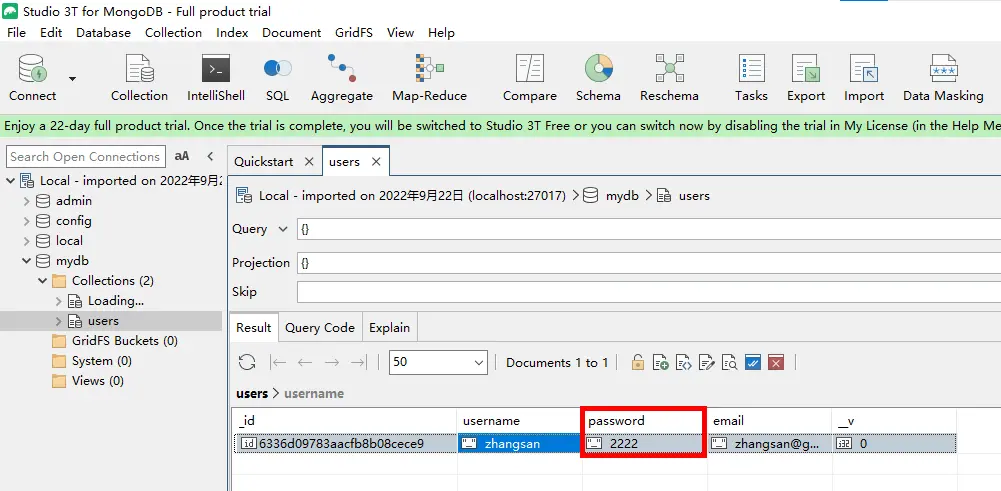 Studio 3T for MongoDB - Full product trial
File Edit Database Collection Index Document GridFS View Help
Connect Collection IntelliShell SQL Aggregate Map-Reduce Compare Schema Reschema Tasks Export Import Data Masking
Enjoy a 22-day full product trial. Once the trial is complete, you will be switched to Studio 3T Free or you can switch now by disabling the trial in My License (in the Help Me
Search Open Connections aA
Quickstart users
Local - imported on 2022年9月2
admin
config
local
mydb
Collections (2)
Loading...
users
GridFS Buckets (0)
System (0)
Views (0)
Local - imported on 2022年9月22日 (localhost:27017) > mydb > users
Query {}
Projection {}
Skip
Result Query Code Explain
50 Documents 1 to 1
users > username
_id username password email __v
id 6336d09783aacfb8b08cece9 zhangsan 2222 zhangsan@g... i32 0